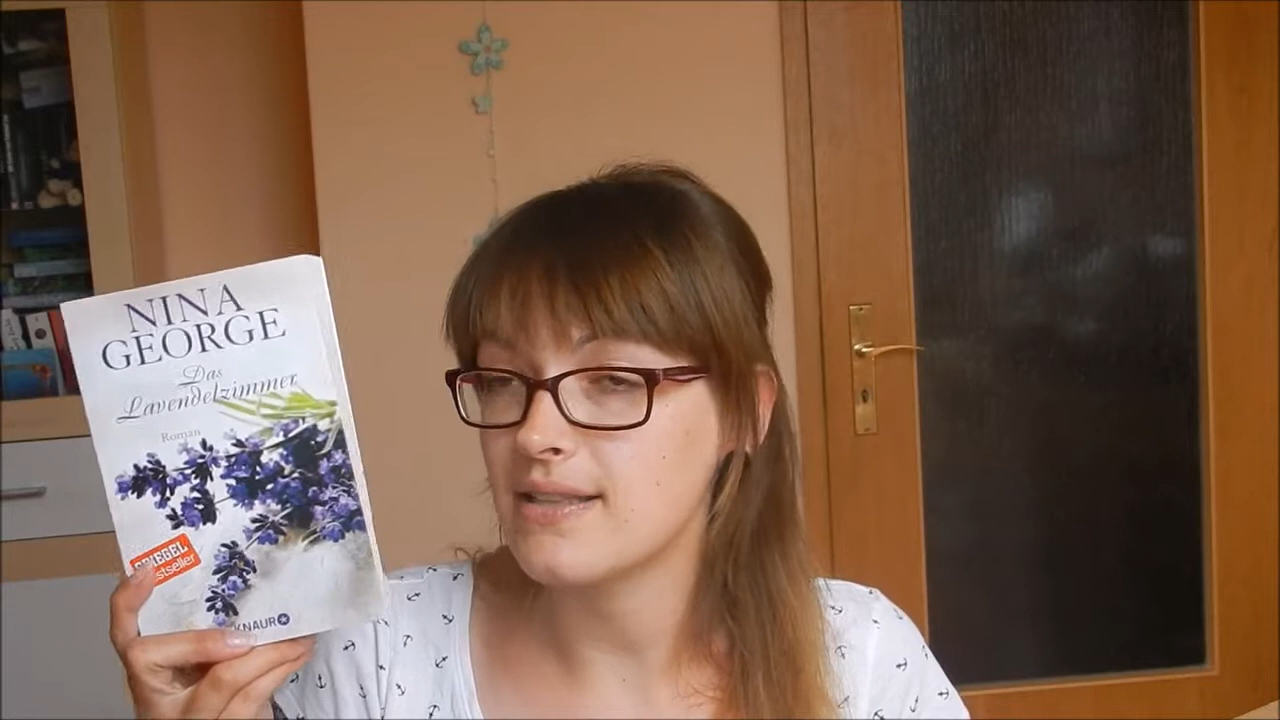 NINA
GEORGE
Das
Lavendelzimmer
Roman
SPIEGEL
Bestseller
KNAUR